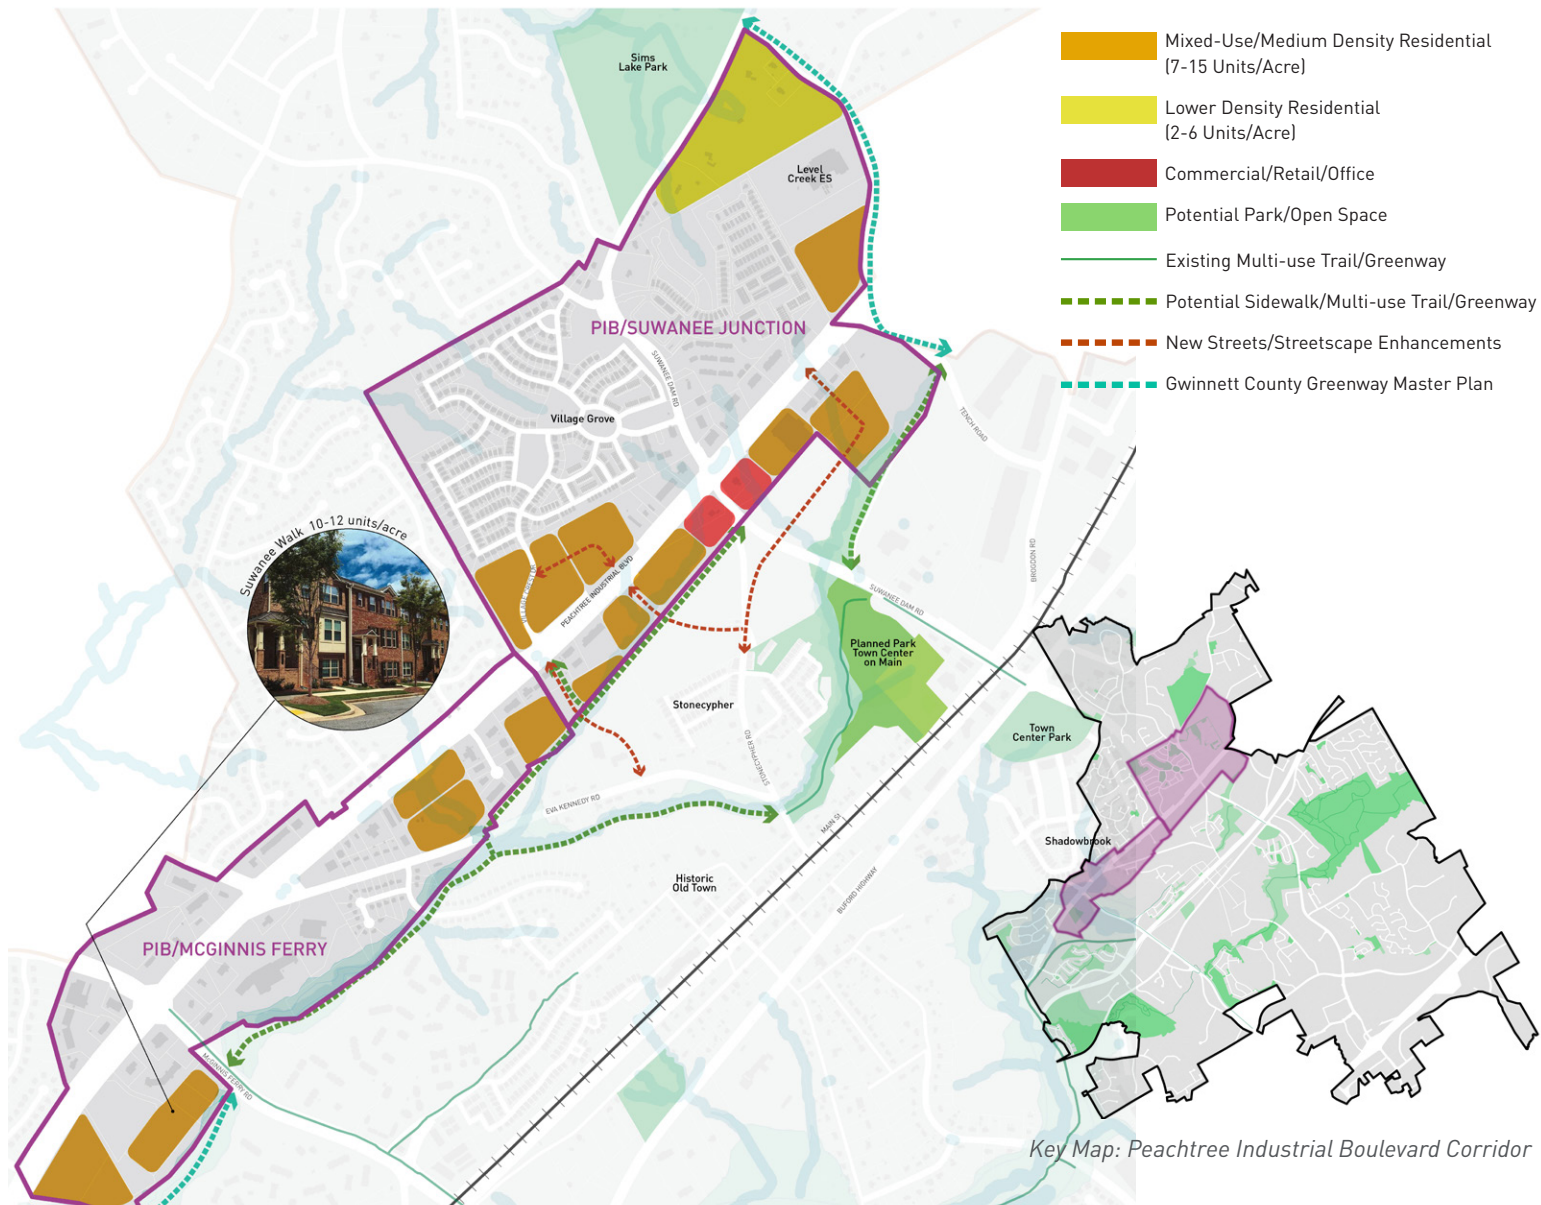 Sims
Lake Park
Level
Creek ES
PIB/SUWANEE JUNCTION
SUWANEE DAM RD
Village Grove
TENCH ROAD
Suwanee Walk 10-12 units/acre
PEACHTREE INDUSTRIAL BLVD
BROGDON RD
SUWANEE DAM RD
Planned Park
Town Center
on Main
Stonecypher
Town
Center Park
STONECYPHER RD
EVA KENNEDY RD
MAIN ST
Shadowbrook
Historic
Old Town
BUFORD HIGHWAY
PIB/MCGINNIS FERRY
McGINNIS FERRY RD
Mixed-Use/Medium Density Residential
(7-15 Units/Acre)
Lower Density Residential
(2-6 Units/Acre)
Commercial/Retail/Office
Potential Park/Open Space
Existing Multi-use Trail/Greenway
Potential Sidewalk/Multi-use Trail/Greenway
New Streets/Streetscape Enhancements
Gwinnett County Greenway Master Plan
Key Map: Peachtree Industrial Boulevard Corridor